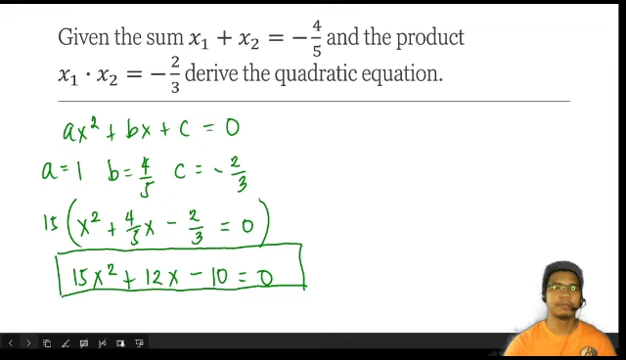 Given the sum x₁ + x₂ = −4/5 and the product
x₁ · x₂ = −2/3 derive the quadratic equation.
ax² + bx + c = 0
a = 1 b = 4/5 c = -2/3
15(x² + 4/5x − 2/3 = 0)
15x² + 12x − 10 = 0